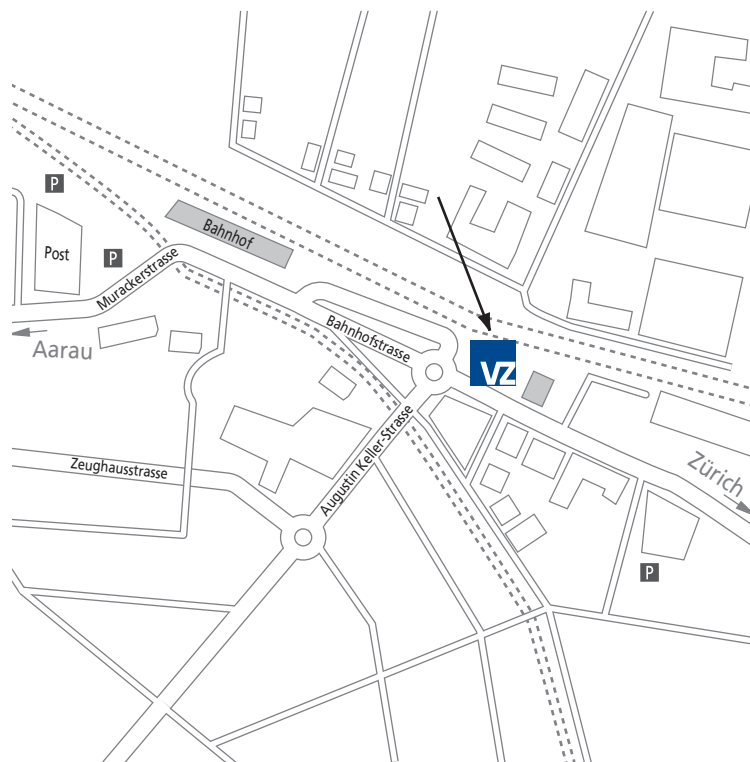 P
Bahnhof
Post
P
Murackerstrasse
Bahnhofstrasse
Aarau
VZ
Augustin Keller-Strasse
Zeughausstrasse
Zürich
P